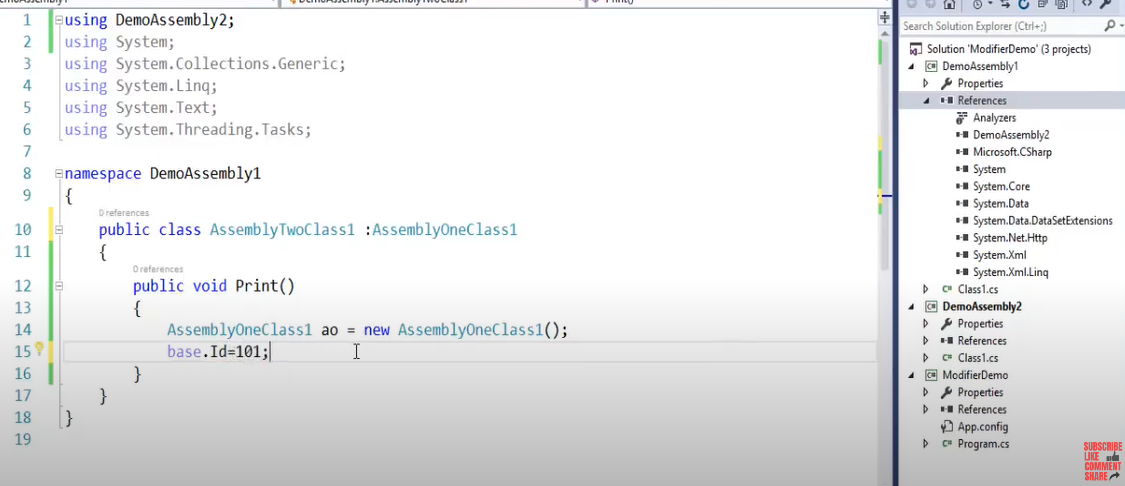 1 using DemoAssembly2;
2 using System;
3 using System.Collections.Generic;
4 using System.Linq;
5 using System.Text;
6 using System.Threading.Tasks;
7
8 namespace DemoAssembly1
9 {
0 references
10 public class AssemblyTwoClass1 :AssemblyOneClass1
11 {
0 references
12 public void Print()
13 {
14 AssemblyOneClass1 ao = new AssemblyOneClass1();
15 base.Id=101;
16 }
17 }
18 }
19
Search Solution Explorer (Ctrl+;)
Solution 'ModifierDemo' (3 projects)
DemoAssembly1
Properties
References
Analyzers
DemoAssembly2
Microsoft.CSharp
System
System.Core
System.Data
System.Data.DataSetExtensions
System.Net.Http
System.Xml
System.Xml.Linq
C# Class1.cs
DemoAssembly2
Properties
References
C# Class1.cs
ModifierDemo
Properties
References
App.config
C# Program.cs
SUBSCRIBE
LIKE
COMMENT
SHARE